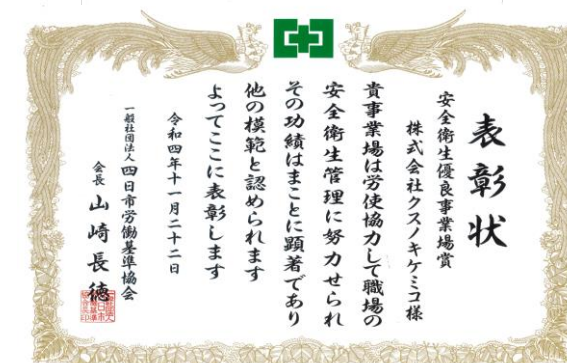 表彰状
安全衛生優良事業場賞
株式会社クスノキケミコ様
貴事業場は労使協力して職場の
安全衛生管理に努力せられ
その功績はまことに顕著であり
他の模範と認められます
よってここに表彰します
令和四年十一月二十二日
一般社団法人四日市労働基準協会
会長 山崎長徳